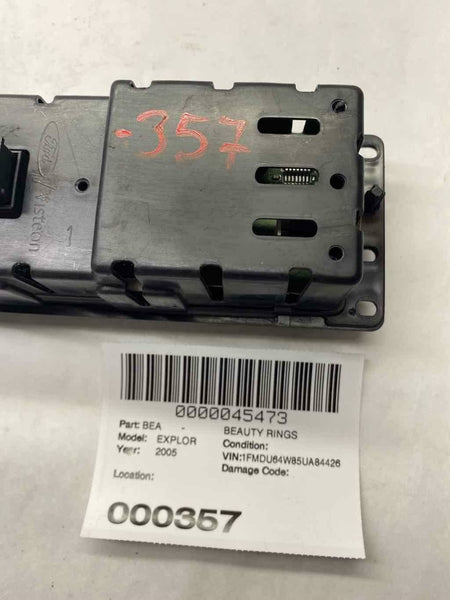 -357
Ford
Visteon
1
0000045473
Part: BEA - BEAUTY RINGS
Model: EXPLOR Condition:
Year: 2005 VIN:1FMDU64W85UA84426
Damage Code:
Location:
000357